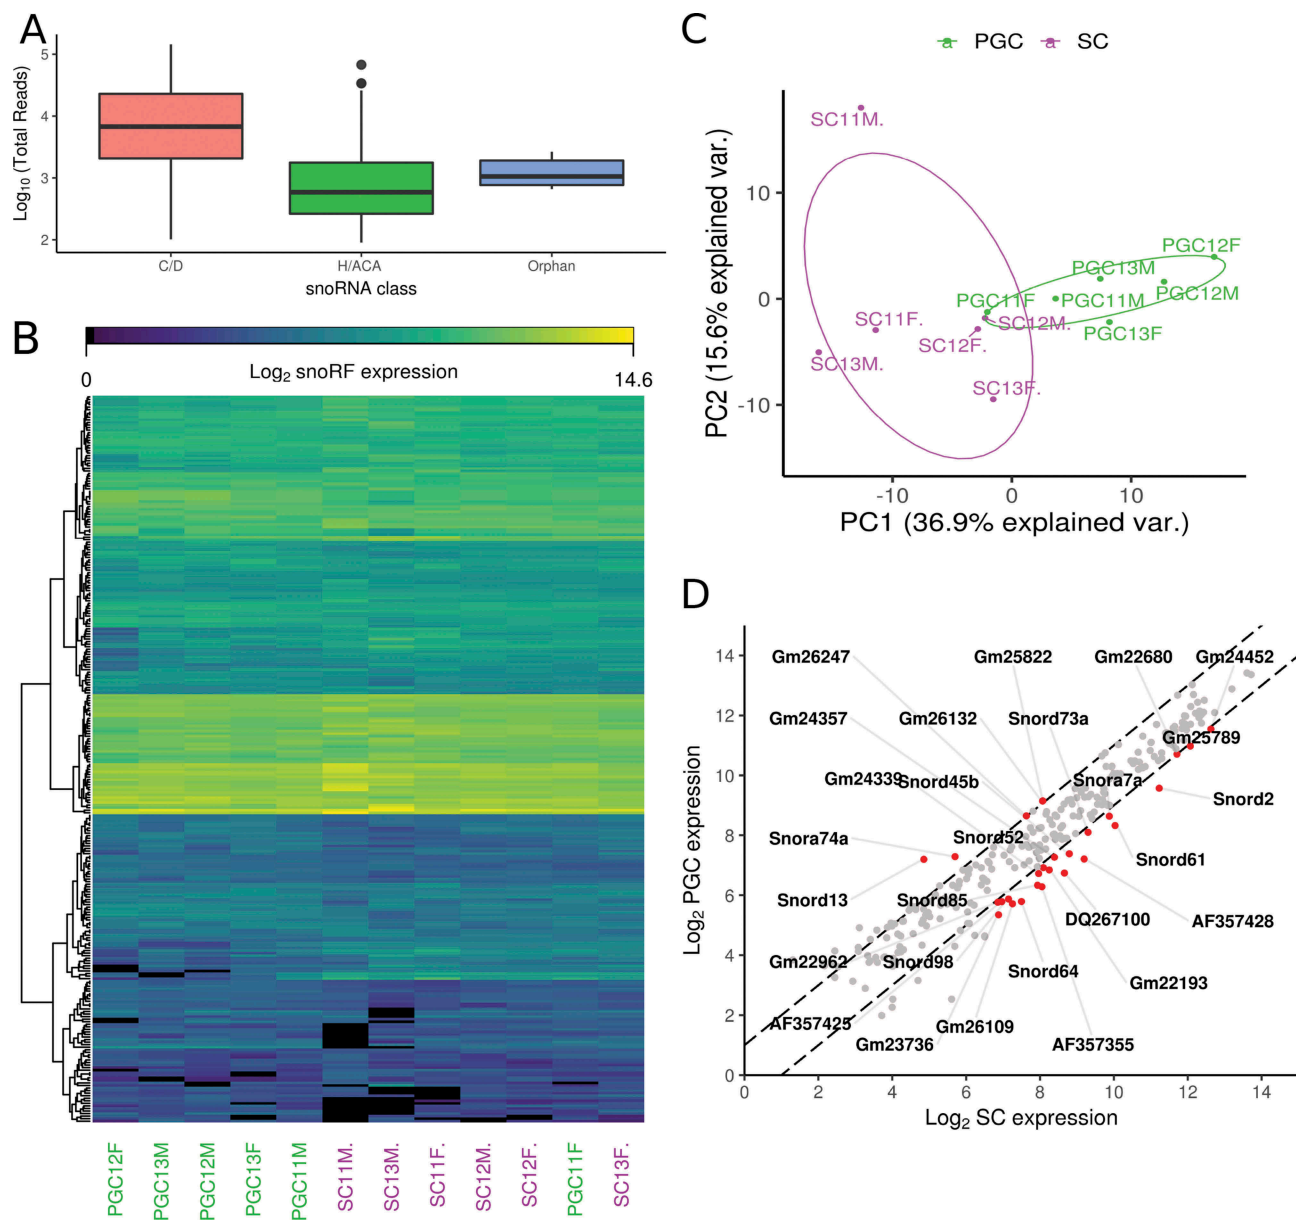 A
5
4
3
2
Log10 (Total Reads)
C/D
H/ACA
Orphan
snoRNA class
B
0
Log2 snoRF expression
14.6
PGC12F
PGC13M
PGC12M
PGC13F
PGC11M
SC11M.
SC13M.
SC11F.
SC12M.
SC12F.
PGC11F
SC13F.
C
a PGC
a SC
SC11M.
PGC12F
PGC13M
PGC12M
PGC11F
PGC11M
SC11F.
SC12M.
PGC13F
SC12F.
SC13M.
SC13F.
10
0
-10
PC2 (15.6% explained var.)
-10
0
10
PC1 (36.9% explained var.)
D
14
12
10
8
6
4
2
0
Log2 PGC expression
Gm26247
Gm25822
Gm22680
Gm24452
Gm24357
Gm26132
Snord73a
Gm25789
Gm24339
Snord45b
Snora7a
Snord2
Snora74a
Snord52
Snord61
Snord13
Snord85
DQ267100
AF357428
Gm22962
Snord98
Snord64
Gm22193
AF357425
Gm26109
Gm23736
AF357355
0
2
4
6
8
10
12
14
Log2 SC expression